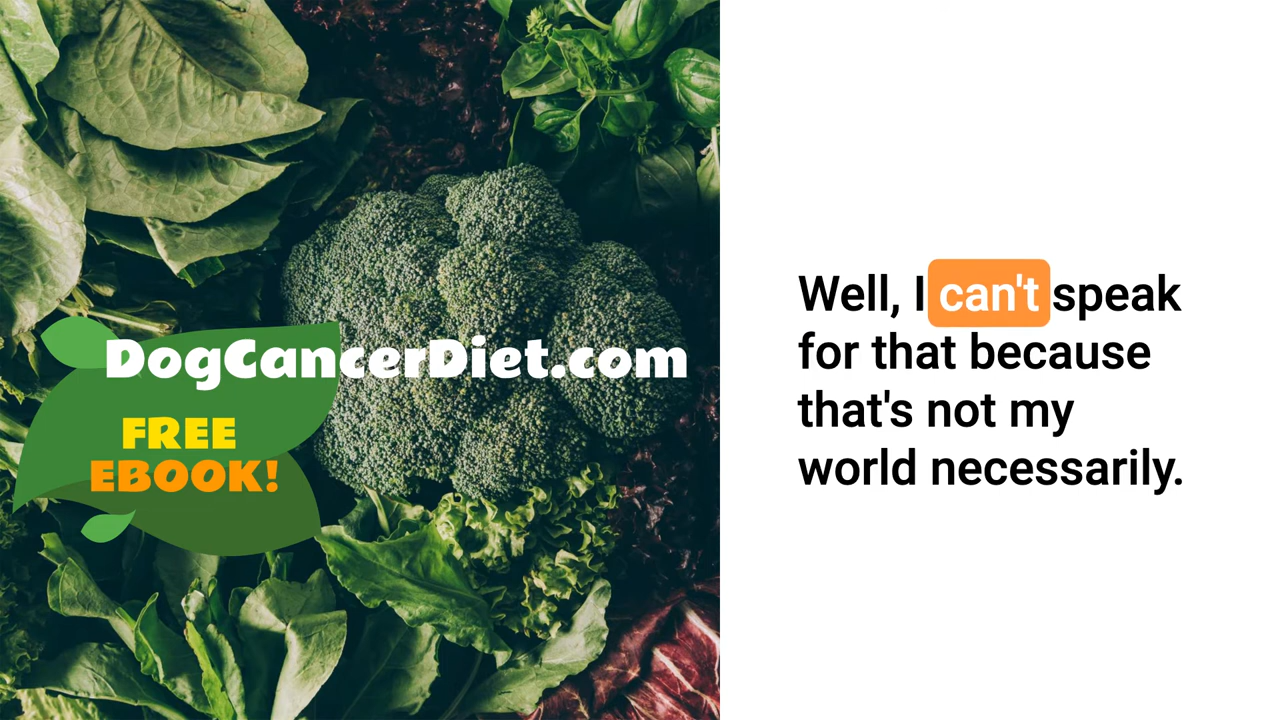 DogCancerDiet.com
FREE
EBOOK!
Well, I can't speak
for that because
that's not my
world necessarily.